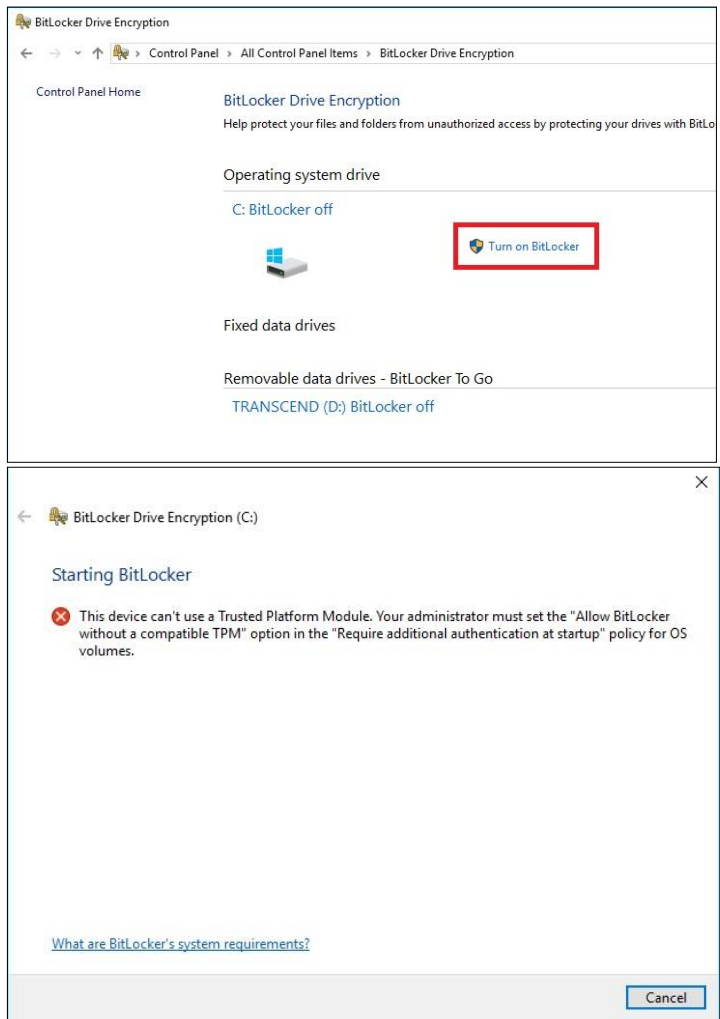 BitLocker Drive Encryption
Control Panel > All Control Panel Items > BitLocker Drive Encryption
Control Panel Home
BitLocker Drive Encryption
Help protect your files and folders from unauthorized access by protecting your drives with BitLo
Operating system drive
C: BitLocker off
Turn on BitLocker
Fixed data drives
Removable data drives - BitLocker To Go
TRANSCEND (D:) BitLocker off
BitLocker Drive Encryption (C:)
Starting BitLocker
This device can't use a Trusted Platform Module. Your administrator must set the "Allow BitLocker
without a compatible TPM" option in the "Require additional authentication at startup" policy for OS
volumes.
What are BitLocker's system requirements?
Cancel